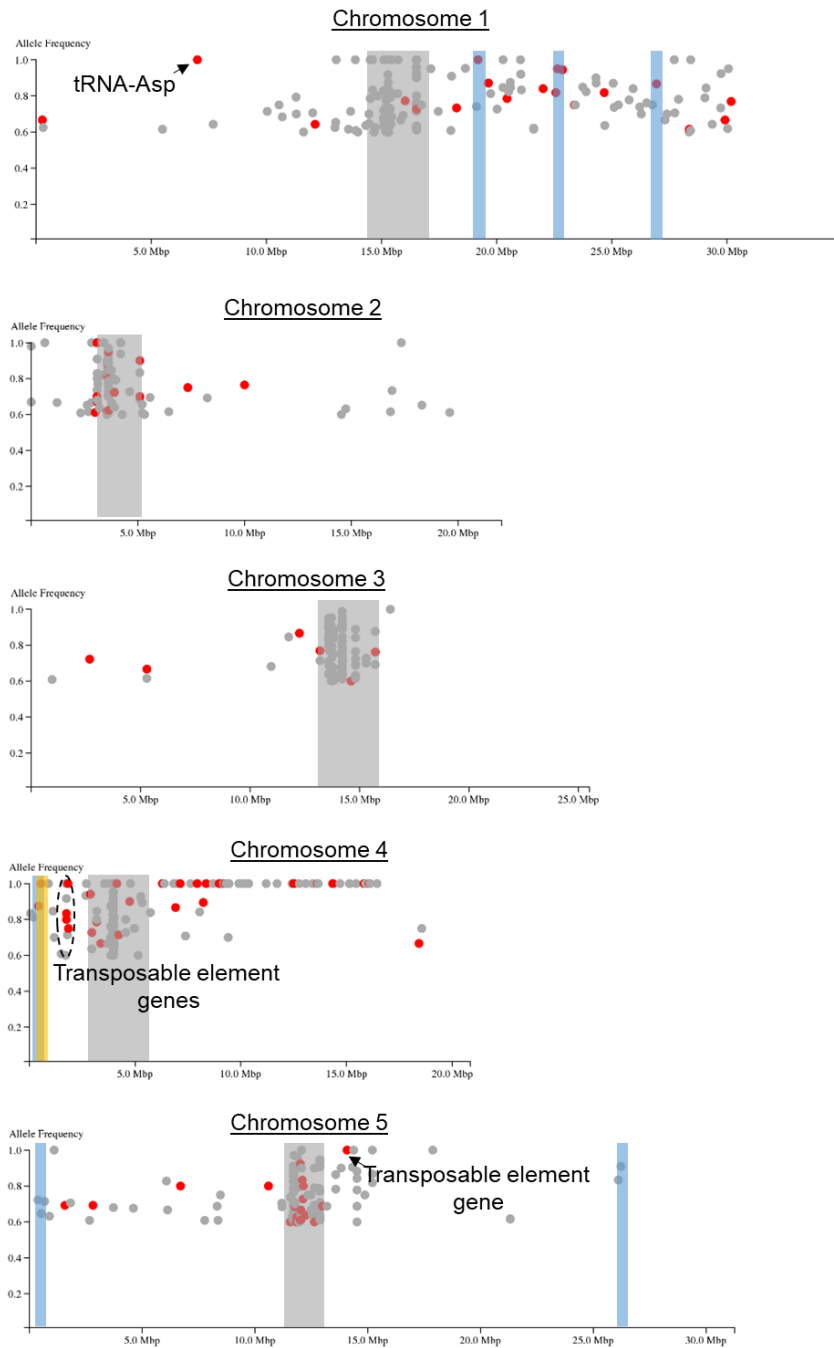 Chromosome 1
Allele Frequency
tRNA-Asp
1.0
0.8
0.6
0.4
0.2
5.0 Mbp 10.0 Mbp 15.0 Mbp 20.0 Mbp 25.0 Mbp 30.0 Mbp
Chromosome 2
Allele Frequency
1.0
0.8
0.6
0.4
0.2
5.0 Mbp 10.0 Mbp 15.0 Mbp 20.0 Mbp
Chromosome 3
Allele Frequency
1.0
0.8
0.6
0.4
0.2
5.0 Mbp 10.0 Mbp 15.0 Mbp 20.0 Mbp 25.0 Mbp
Chromosome 4
Allele Frequency
1.0
0.8
0.6
0.4
0.2
Transposable element
genes
5.0 Mbp 10.0 Mbp 15.0 Mbp 20.0 Mbp
Chromosome 5
Allele Frequency
1.0
0.8
0.6
0.4
0.2
Transposable element
gene
5.0 Mbp 10.0 Mbp 15.0 Mbp 20.0 Mbp 25.0 Mbp 30.0 Mbp